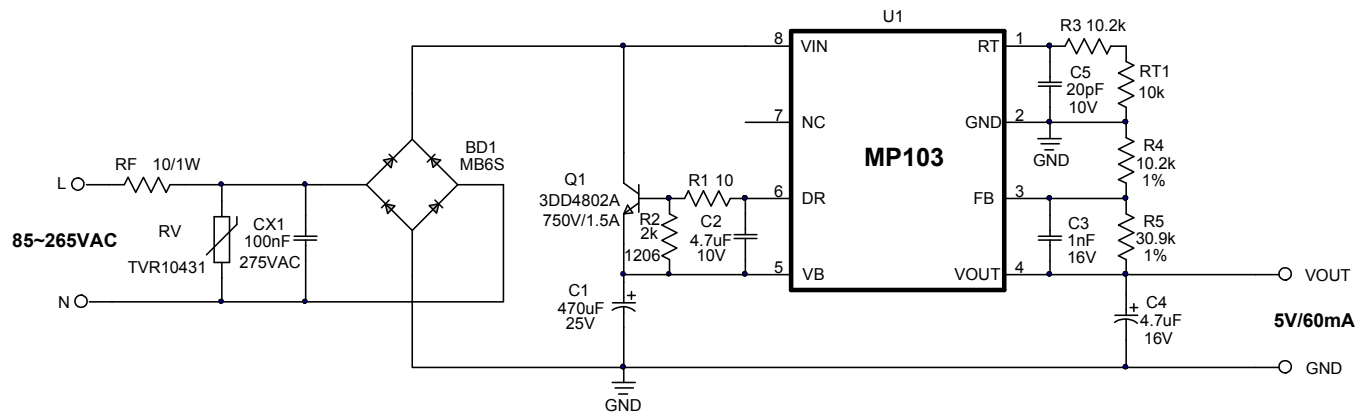 U1
R3 10.2k
8
VIN
RT
1
C5
20pF
10V
RT1
10k
7
NC
GND
2
MP103
GND
RF 10/1W
BD1
MB6S
R4
10.2k
1%
L
Q1
3DD4802A
750V/1.5A
R1 10
6
DR
FB
3
R2
2k
1206
C2
4.7uF
10V
C3
1nF
16V
R5
30.9k
1%
85~265VAC
RV
TVR10431
CX1
100nF
275VAC
5
VB
VOUT
4
VOUT
N
C1
470uF
25V
+
+
C4
4.7uF
16V
5V/60mA
GND
GND